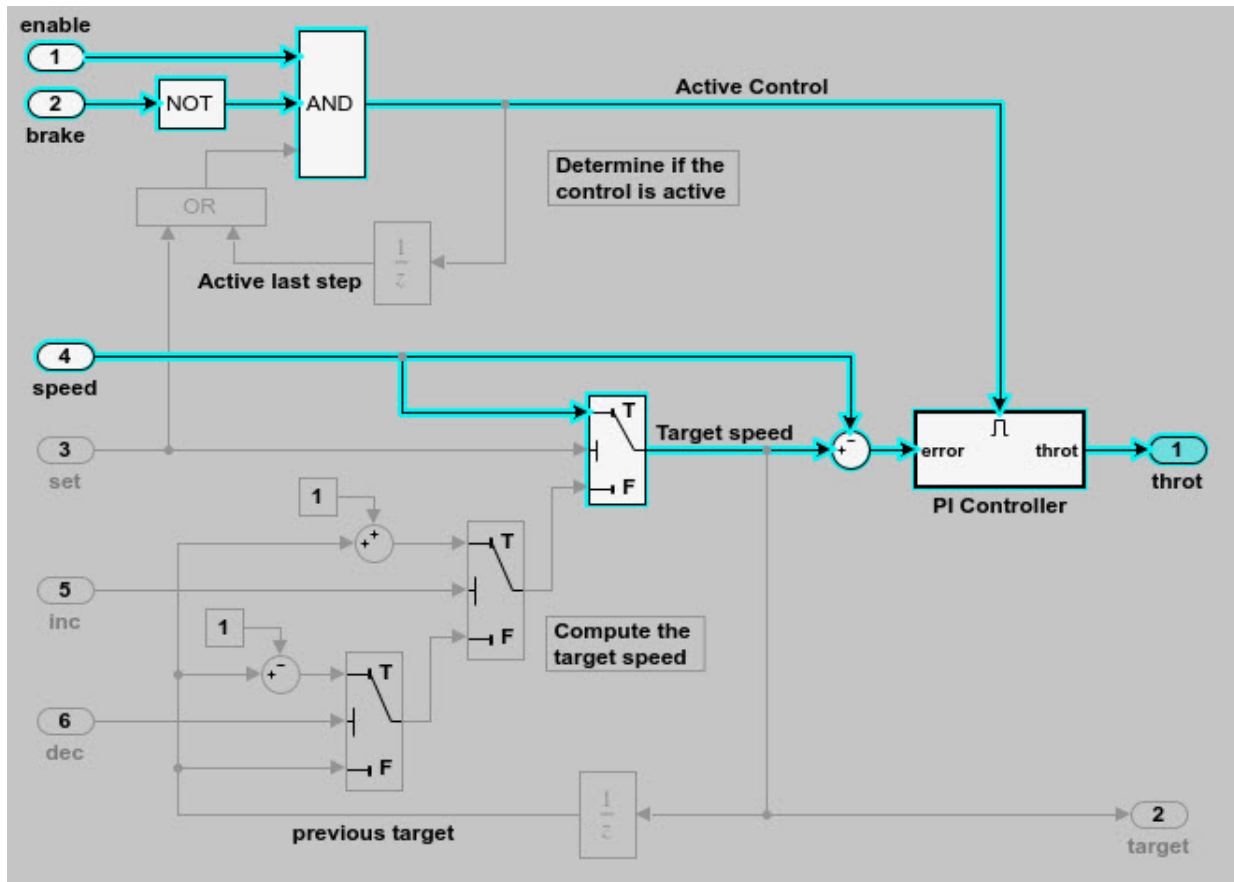 enable
1
2
brake
NOT
AND
Active Control
Determine if the
control is active
OR
1
z
Active last step
4
speed
3
set
T
F
Target speed
+
-
error
throt
PI Controller
1
throt
1
+
+
T
F
5
inc
1
+
-
T
F
6
dec
Compute the
target speed
previous target
1
z
2
target